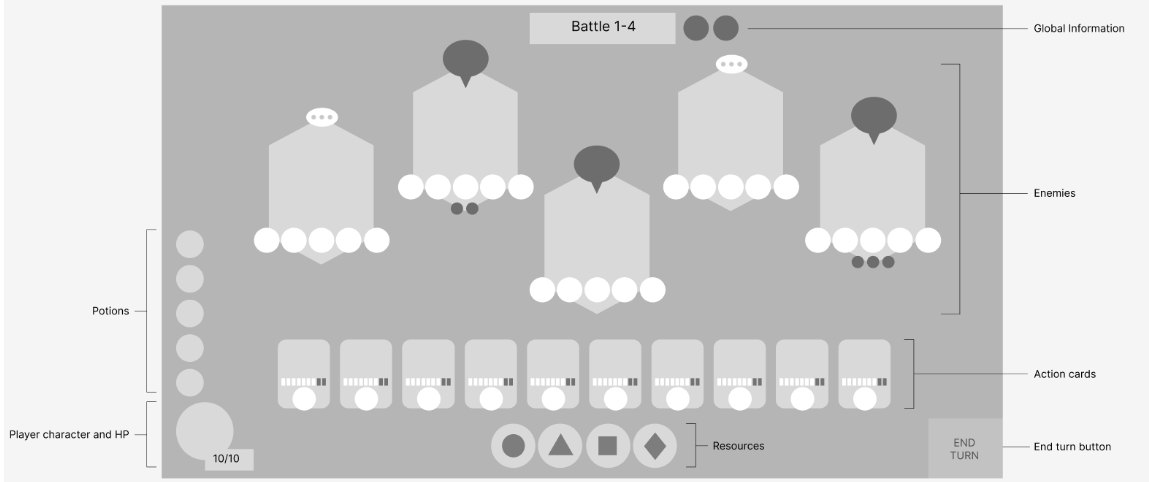 Battle 1-4
Global Information
Enemies
Potions
Action cards
Player character and HP
10/10
Resources
END
TURN
End turn button